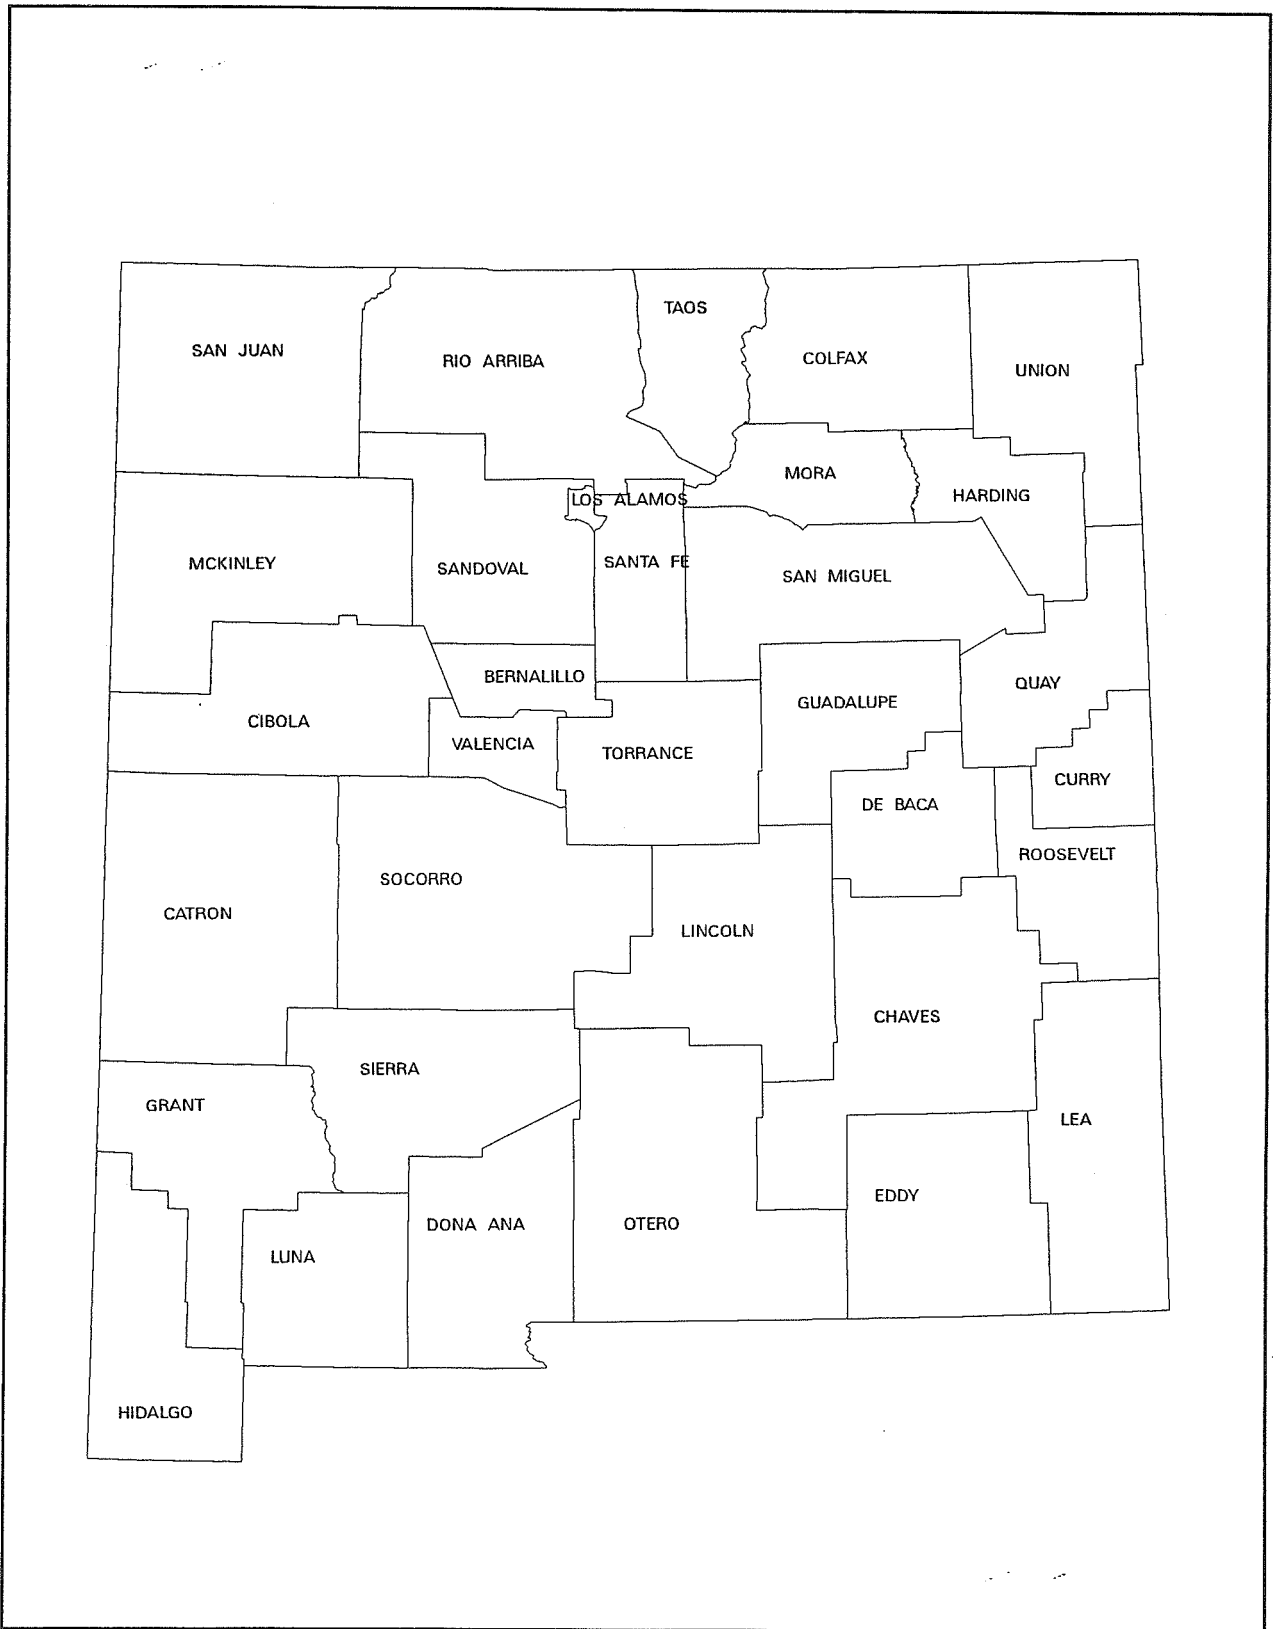 TAOS
SAN JUAN
RIO ARRIBA
COLFAX
UNION
MORA
HARDING
LOS ALAMOS
MCKINLEY
SANDOVAL
SANTA FE
SAN MIGUEL
BERNALILLO
QUAY
GUADALUPE
CIBOLA
VALENCIA
TORRANCE
CURRY
DE BACA
ROOSEVELT
SOCORRO
CATRON
LINCOLN
CHAVES
SIERRA
GRANT
LEA
EDDY
DONA ANA
OTERO
LUNA
HIDALGO